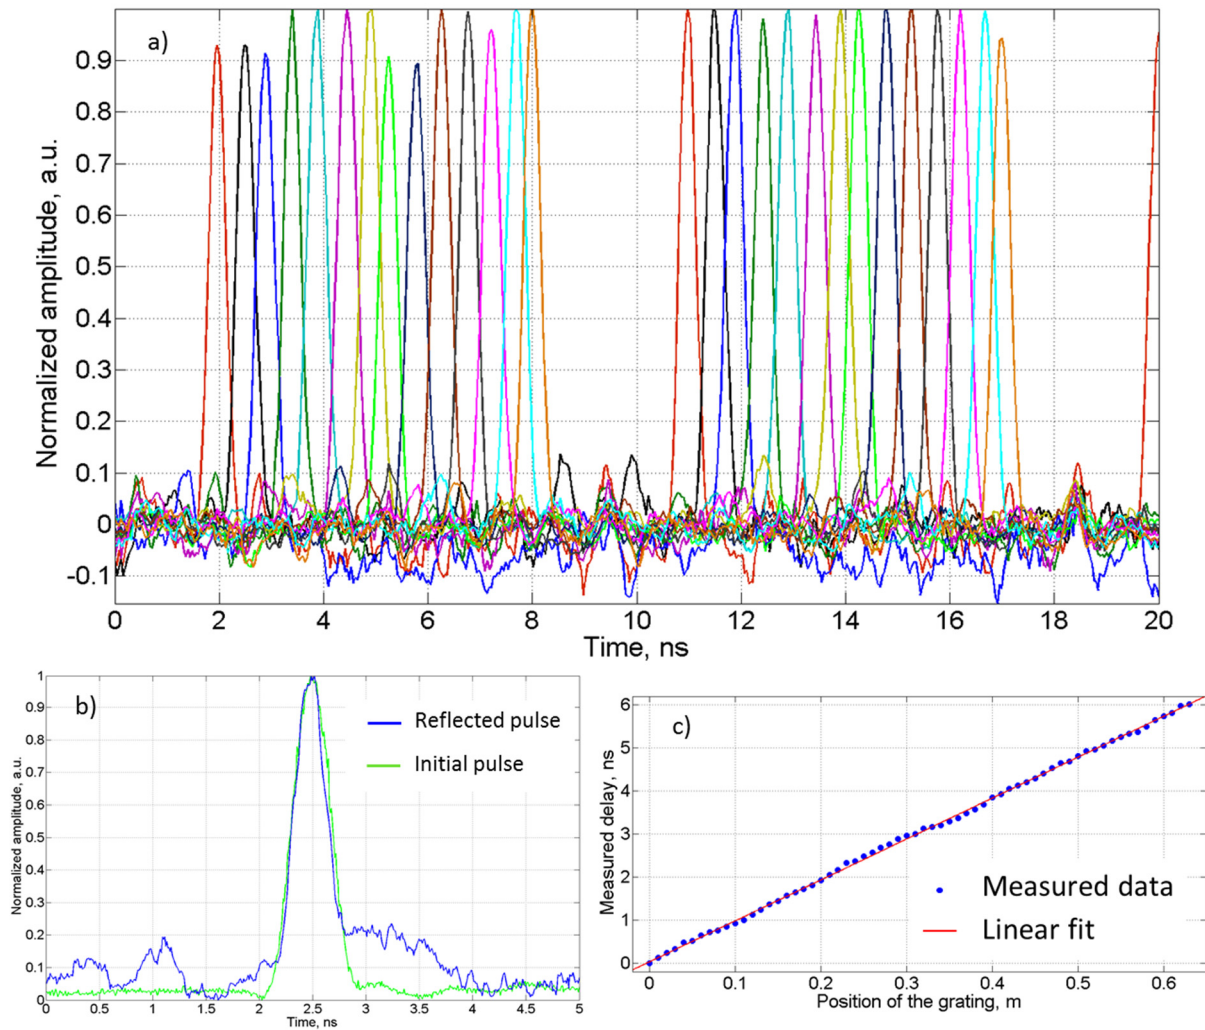 a)
Normalized amplitude, a.u.
0.9
0.8
0.7
0.6
0.5
0.4
0.3
0.2
0.1
0
-0.1
0 2 4 6 8 10 12 14 16 18 20
Time, ns
b)
Reflected pulse
Initial pulse
Normalized amplitude, a.u.
1
0.9
0.8
0.7
0.6
0.5
0.4
0.3
0.2
0.1
0
0 0.5 1 1.5 2 2.5 3 3.5 4 4.5 5
Time, ns
c)
Measured delay, ns
6
5
4
3
2
1
0
Measured data
Linear fit
0 0.1 0.2 0.3 0.4 0.5 0.6
Position of the grating, m